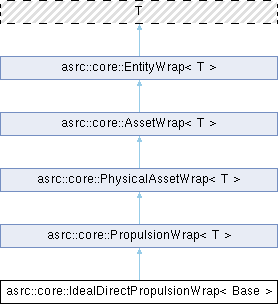 T
asrc::core::EntityWrap< T >
asrc::core::AssetWrap< T >
asrc::core::PhysicalAssetWrap< T >
asrc::core::PropulsionWrap< T >
asrc::core::IdealDirectPropulsionWrap< Base >